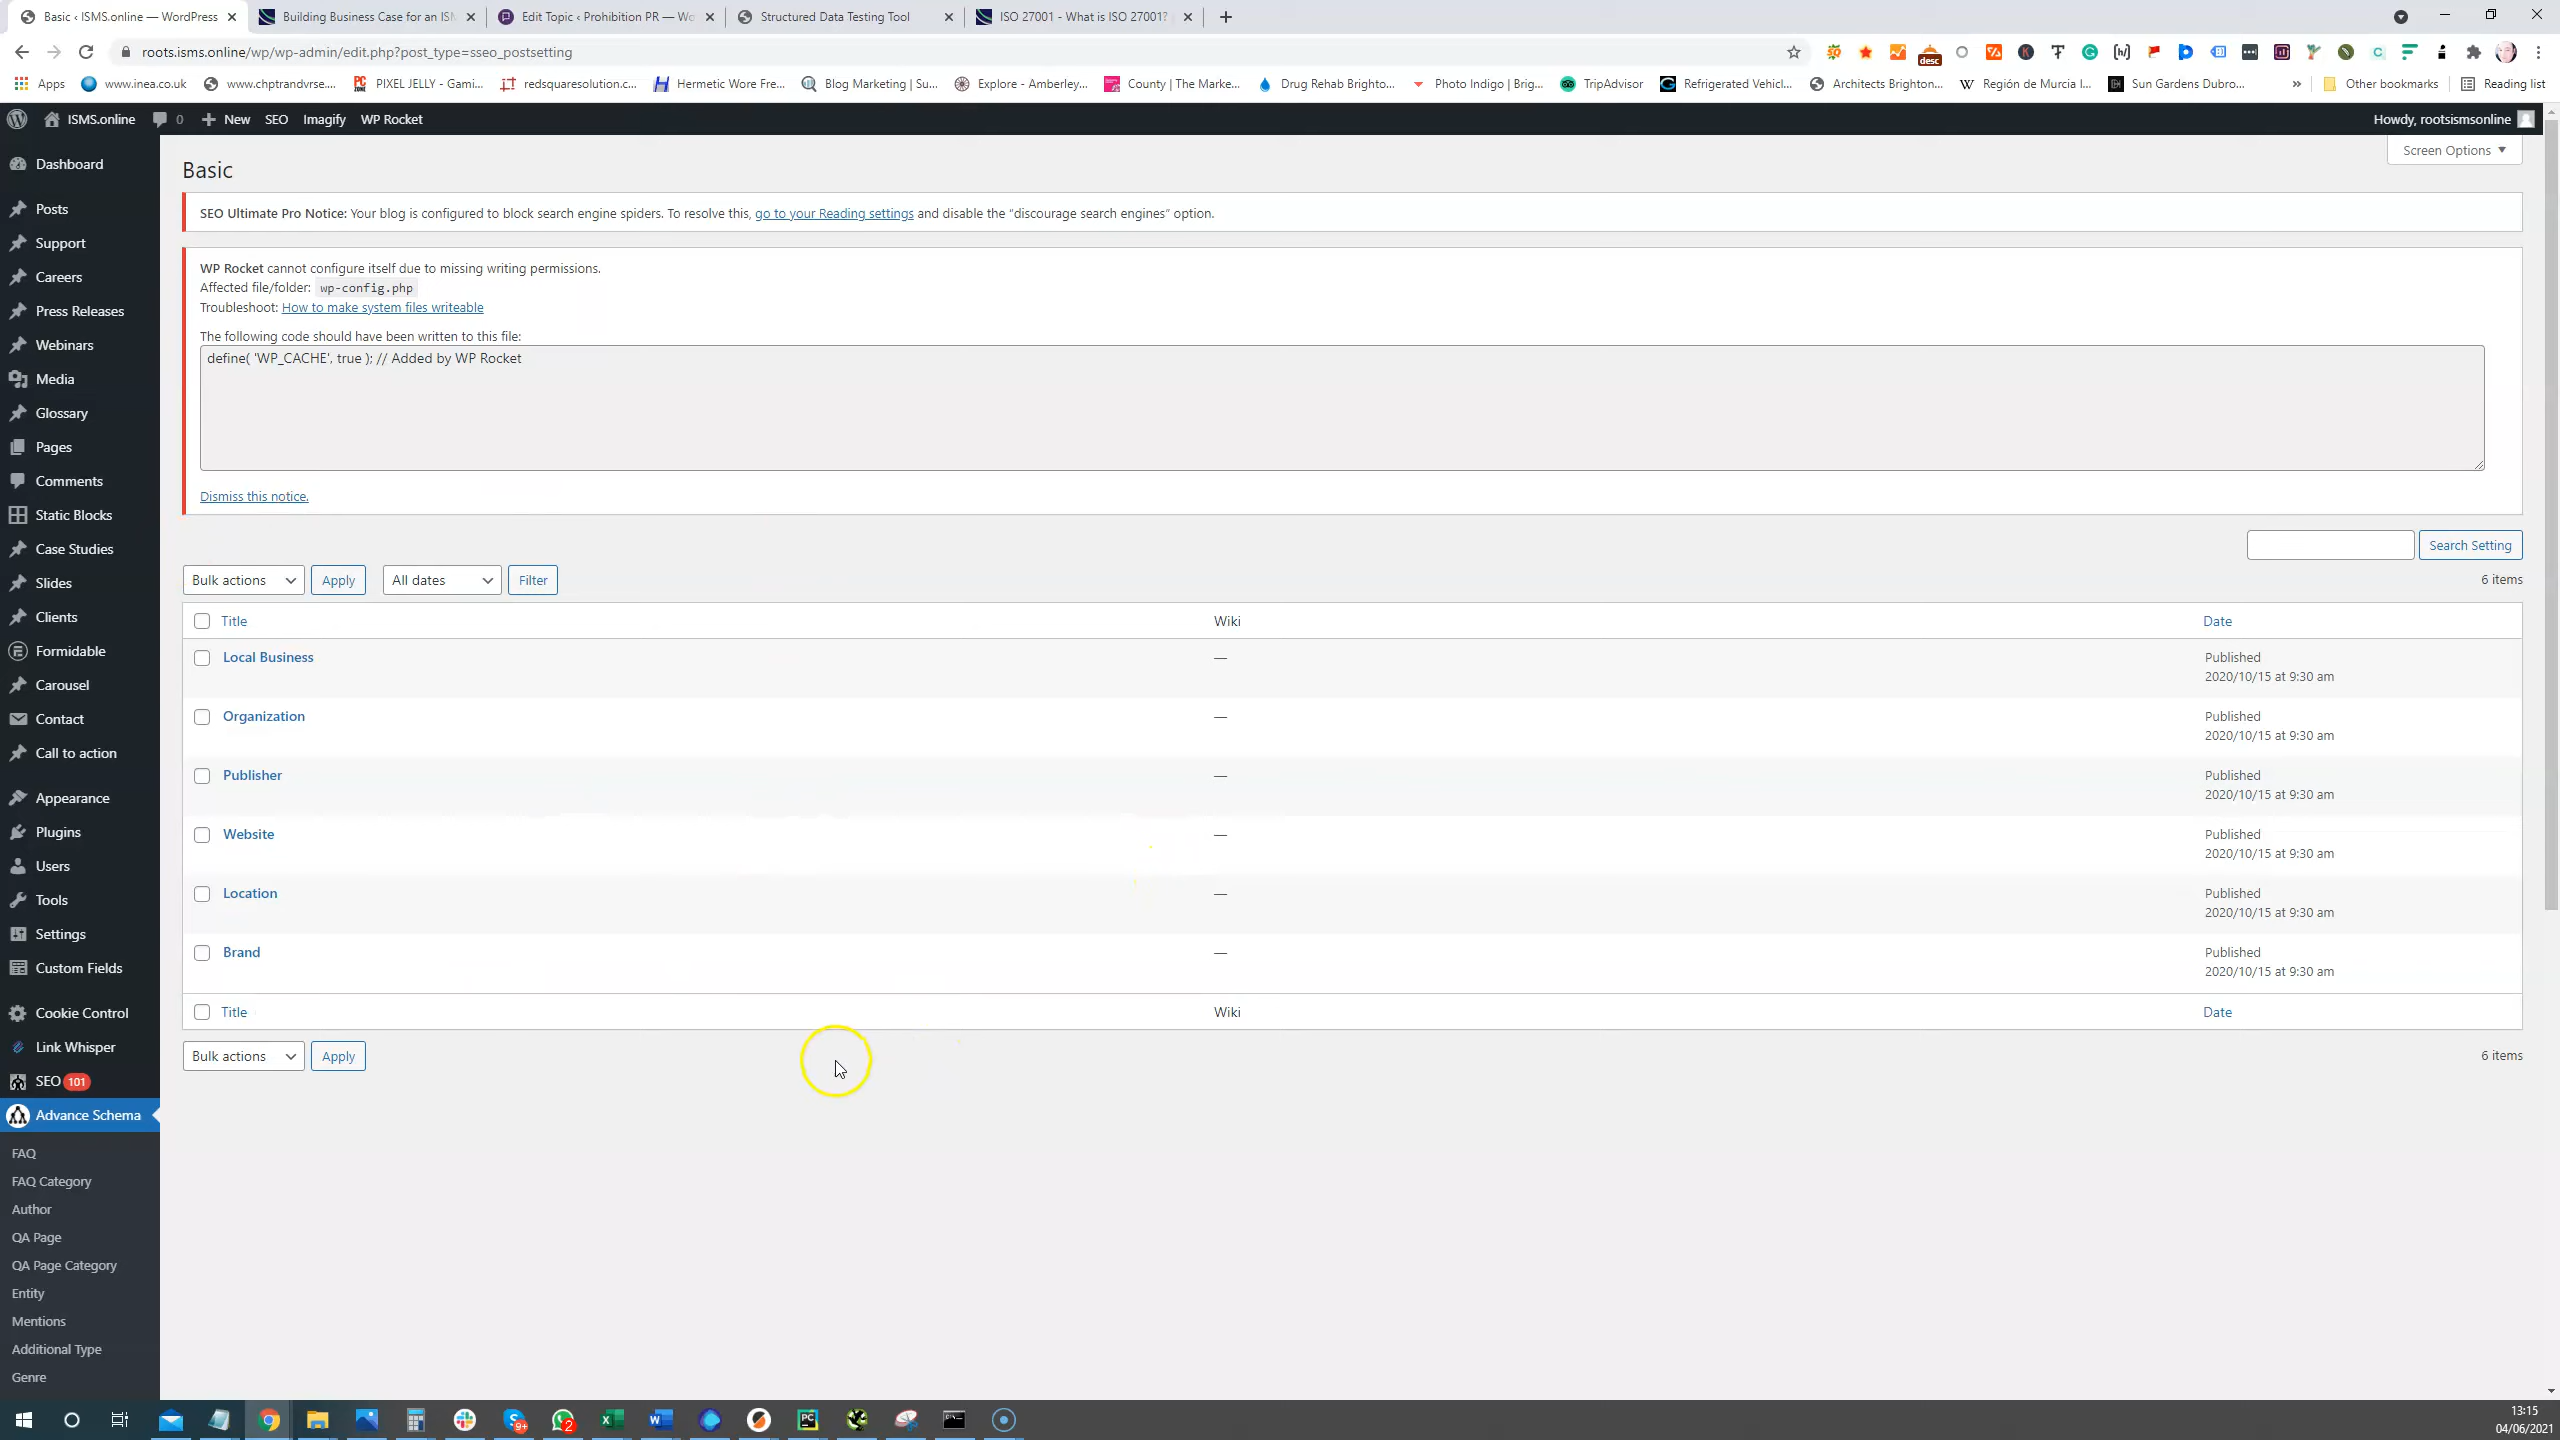 Basic ‹ ISMS.online — WordPress
Building Business Case for an ISM
Edit Topic ‹ Prohibition PR — Wo
Structured Data Testing Tool
ISO 27001 - What is ISO 27001?
roots.isms.online/wp/wp-admin/edit.php?post_type=sseo_postsetting
desc
Apps
www.inea.co.uk
www.chptrandvrse....
PIXEL JELLY - Gami...
redsquaresolution.c...
Hermetic Wore Fre...
Blog Marketing | Su...
Explore - Amberley...
County | The Marke...
Drug Rehab Brighto...
Photo Indigo | Brig...
TripAdvisor
Refrigerated Vehicl...
Architects Brighton...
Región de Murcia I...
Sun Gardens Dubro...
»
Other bookmarks
Reading list
ISMS.online
0
New
SEO
Imagify
WP Rocket
Howdy, rootsismsonline
Dashboard
Posts
Support
Careers
Press Releases
Webinars
Media
Glossary
Pages
Comments
Static Blocks
Case Studies
Slides
Clients
Formidable
Carousel
Contact
Call to action
Appearance
Plugins
Users
Tools
Settings
Custom Fields
Cookie Control
Link Whisper
SEO 101
Advance Schema
FAQ
FAQ Category
Author
QA Page
QA Page Category
Entity
Mentions
Additional Type
Genre
Screen Options
Basic
SEO Ultimate Pro Notice: Your blog is configured to block search engine spiders. To resolve this, go to your Reading settings and disable the “discourage search engines” option.
WP Rocket cannot configure itself due to missing writing permissions.
Affected file/folder: wp-config.php
Troubleshoot: How to make system files writeable
The following code should have been written to this file:
define( 'WP_CACHE', true ); // Added by WP Rocket
Dismiss this notice.
Search Setting
Bulk actions
Apply
All dates
Filter
6 items
Title
Wiki
Date
Local Business
—
Published
2020/10/15 at 9:30 am
Organization
—
Published
2020/10/15 at 9:30 am
Publisher
—
Published
2020/10/15 at 9:30 am
Website
—
Published
2020/10/15 at 9:30 am
Location
—
Published
2020/10/15 at 9:30 am
Brand
—
Published
2020/10/15 at 9:30 am
Title
Wiki
Date
Bulk actions
Apply
6 items
9+
2
13:15
04/06/2021